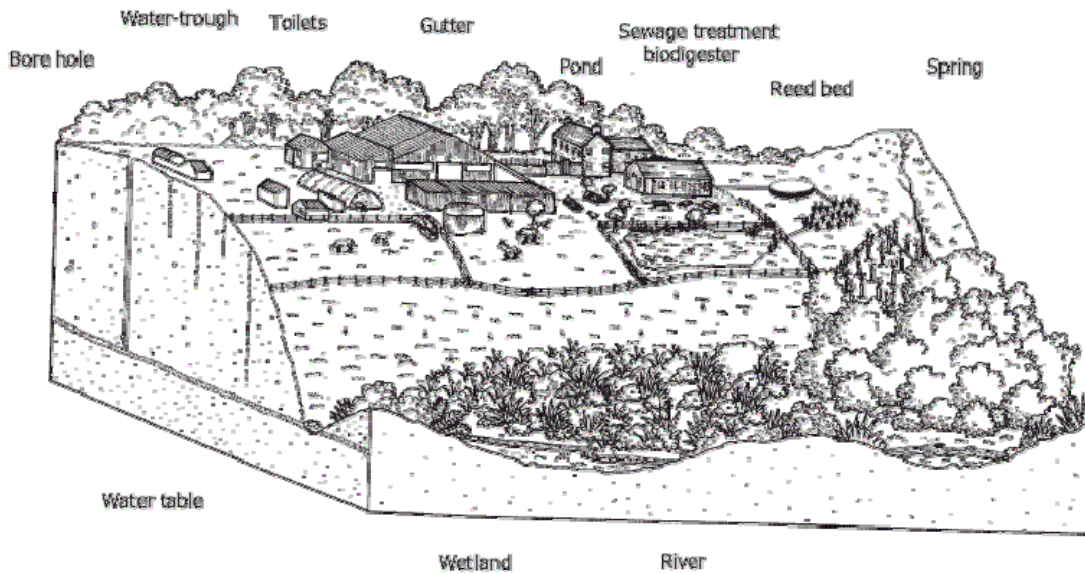 Water-trough
Toilets
Gutter
Sewage treatment
biodigester
Bore hole
Pond
Reed bed
Spring
Water table
Wetland
River